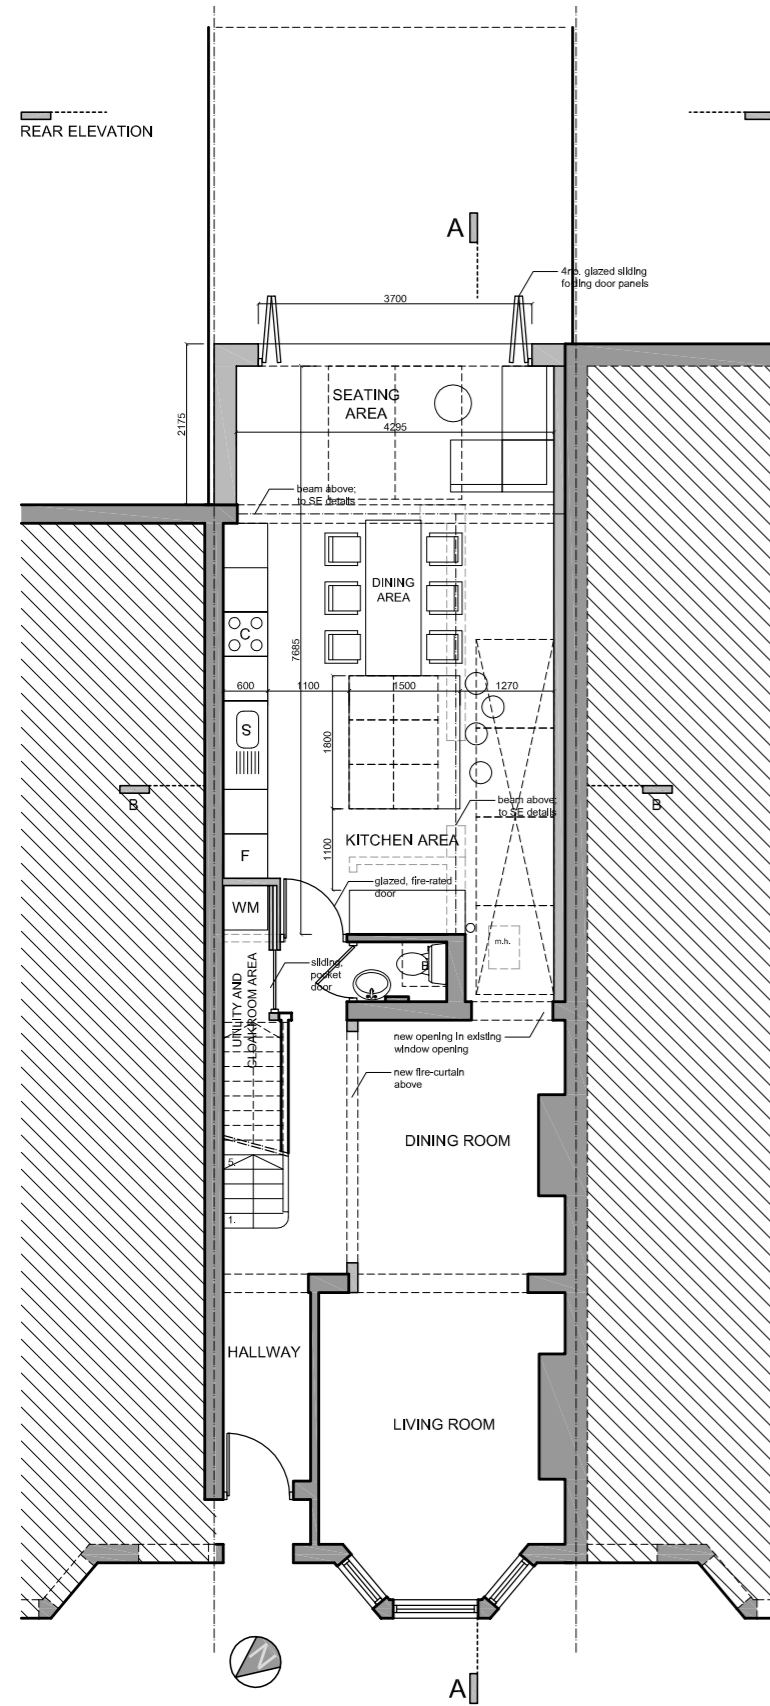 REAR ELEVATION
A
4no. glazed sliding
folding door panels
3700
SEATING
AREA
4295
2175
beam above;
to SE details
DINING
AREA
C
7685
600
1100
1500
1270
S
1800
B
B
beam above;
to SE details
KITCHEN AREA
1100
F
glazed, fire-rated
door
WM
m.h.
sliding,
pocket
door
B
UTILITY AND
CLOAKROOM AREA
new opening in existing
window opening
new fire-curtain
above
DINING ROOM
5.
1.
HALLWAY
LIVING ROOM
N
A